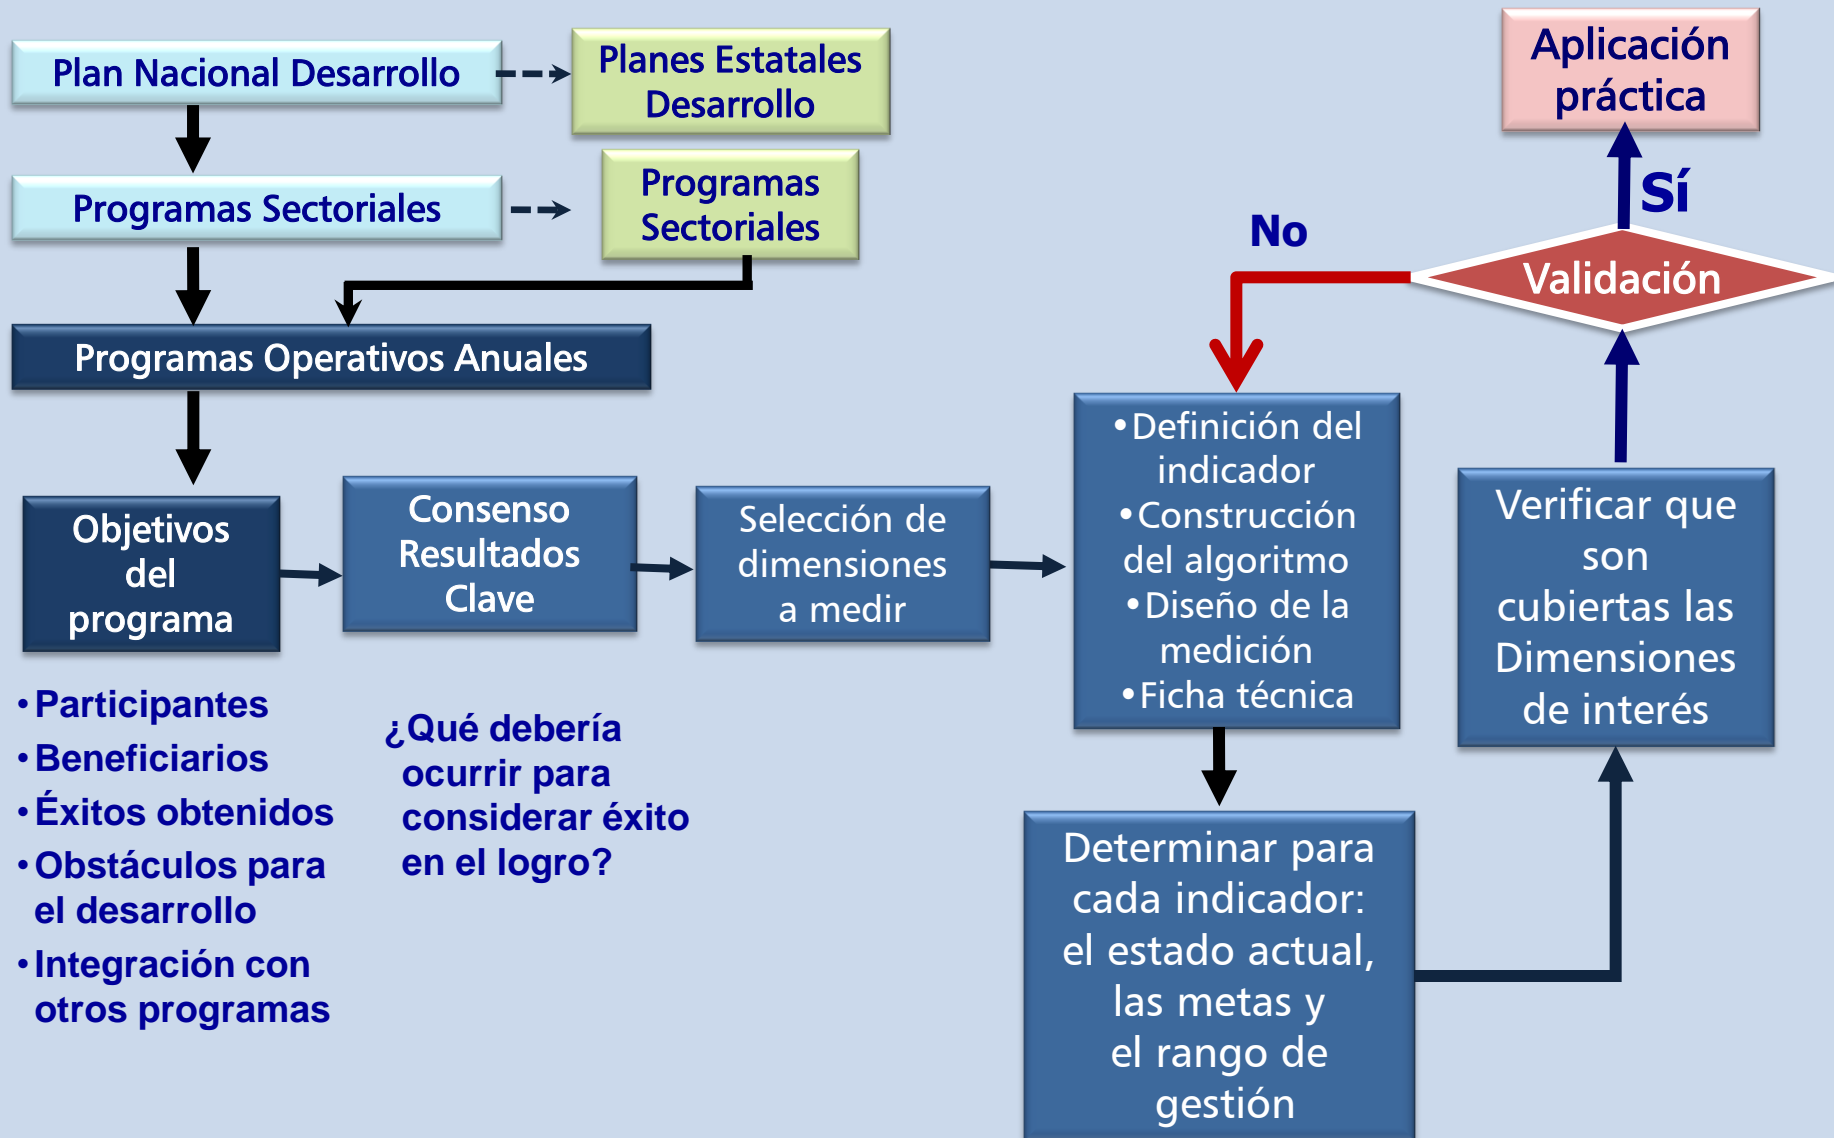 Plan Nacional Desarrollo
Planes Estatales
Desarrollo
Programas Sectoriales
Programas
Sectoriales
Programas Operativos Anuales
Objetivos
del
programa
Consenso
Resultados
Clave
Selección de
dimensiones
a medir
•Definición del
indicador
•Construcción
del algoritmo
•Diseño de la
medición
•Ficha técnica
Determinar para
cada indicador:
el estado actual,
las metas y
el rango de
gestión
Verificar que
son
cubiertas las
Dimensiones
de interés
Validación
No
Sí
Aplicación
práctica
•Participantes
•Beneficiarios
•Éxitos obtenidos
•Obstáculos para
el desarrollo
•Integración con
otros programas
¿Qué debería
ocurrir para
considerar éxito
en el logro?